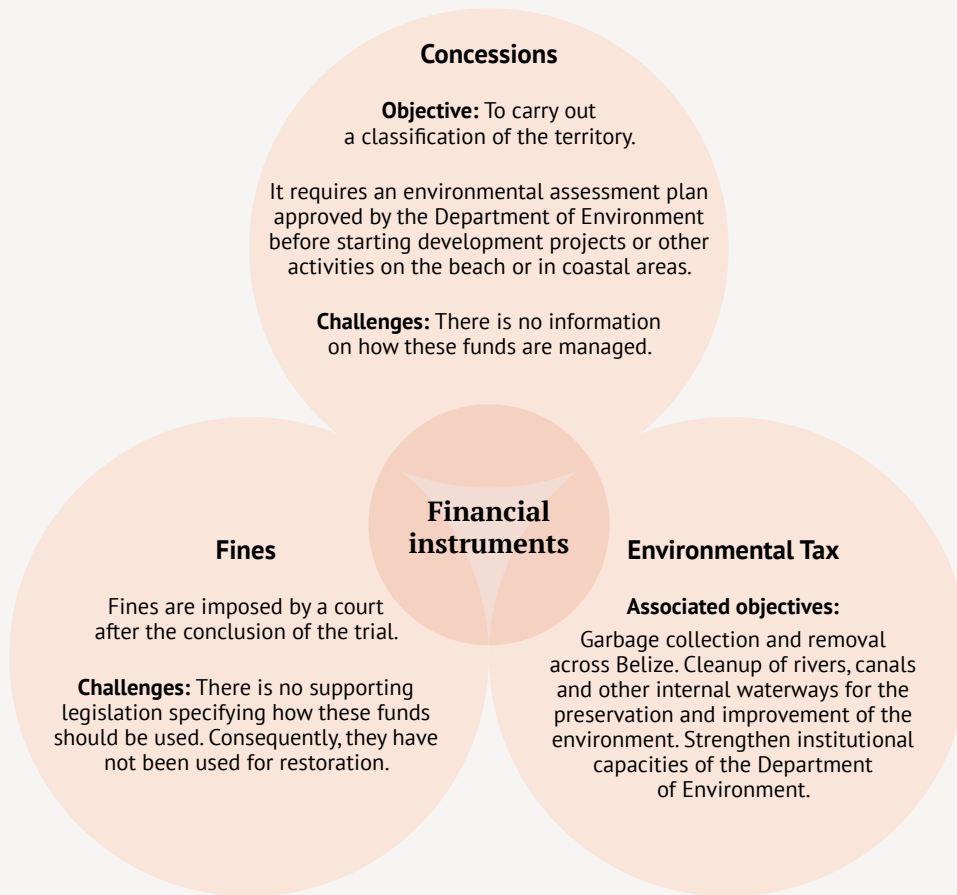 Concessions
Objective: To carry out
a classification of the territory.
It requires an environmental assessment plan
approved by the Department of Environment
before starting development projects or other
activities on the beach or in coastal areas.
Challenges: There is no information
on how these funds are managed.
Financial
instruments
Fines
Fines are imposed by a court
after the conclusion of the trial.
Challenges: There is no supporting
legislation specifying how these funds
should be used. Consequently, they have
not been used for restoration.
Environmental Tax
Associated objectives:
Garbage collection and removal
across Belize. Cleanup of rivers, canals
and other internal waterways for the
preservation and improvement of the
environment. Strengthen institutional
capacities of the Department
of Environment.